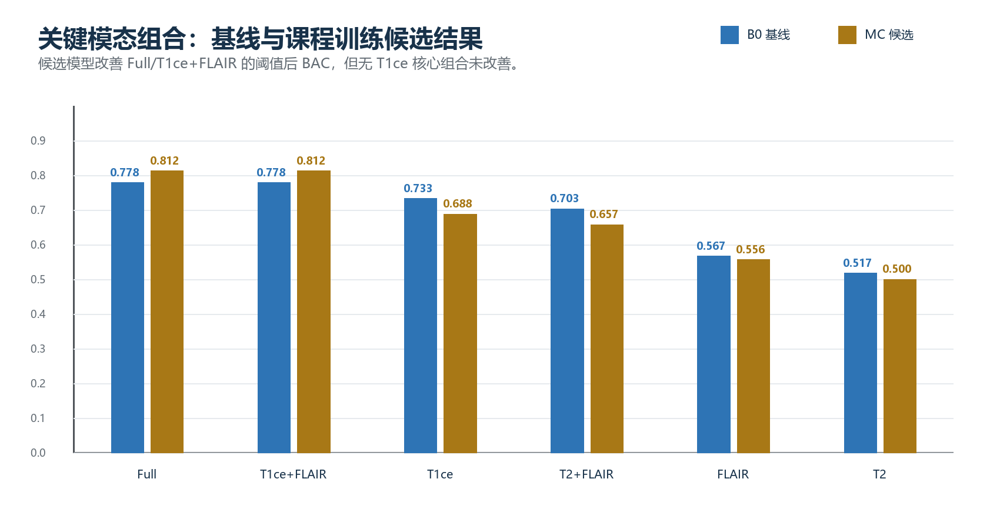 关键模态组合：基线与课程训练候选结果
B0 基线
MC 候选
候选模型改善 Full/T1ce+FLAIR 的阈值后 BAC，但无 T1ce 核心组合未改善。
0.9
0.8
0.7
0.6
0.5
0.4
0.3
0.2
0.1
0.0
0.778
0.812
0.778
0.812
0.733
0.688
0.703
0.657
0.567
0.556
0.517
0.500
Full
T1ce+FLAIR
T1ce
T2+FLAIR
FLAIR
T2